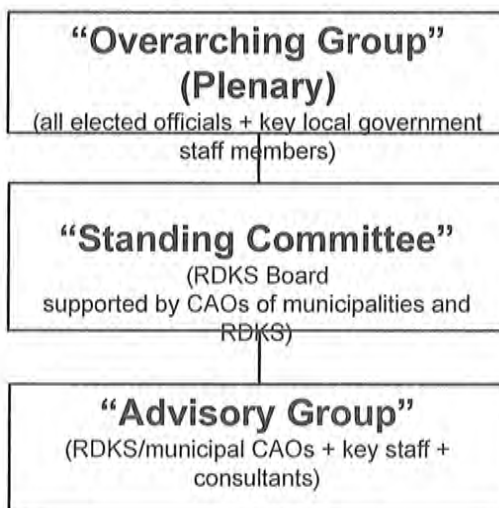 “Overarching Group”
(Plenary)
(all elected officials + key local government
staff members)
“Standing Committee”
(RDKS Board
supported by CAOs of municipalities and
RDKS)
“Advisory Group”
(RDKS/municipal CAOs + key staff +
consultants)